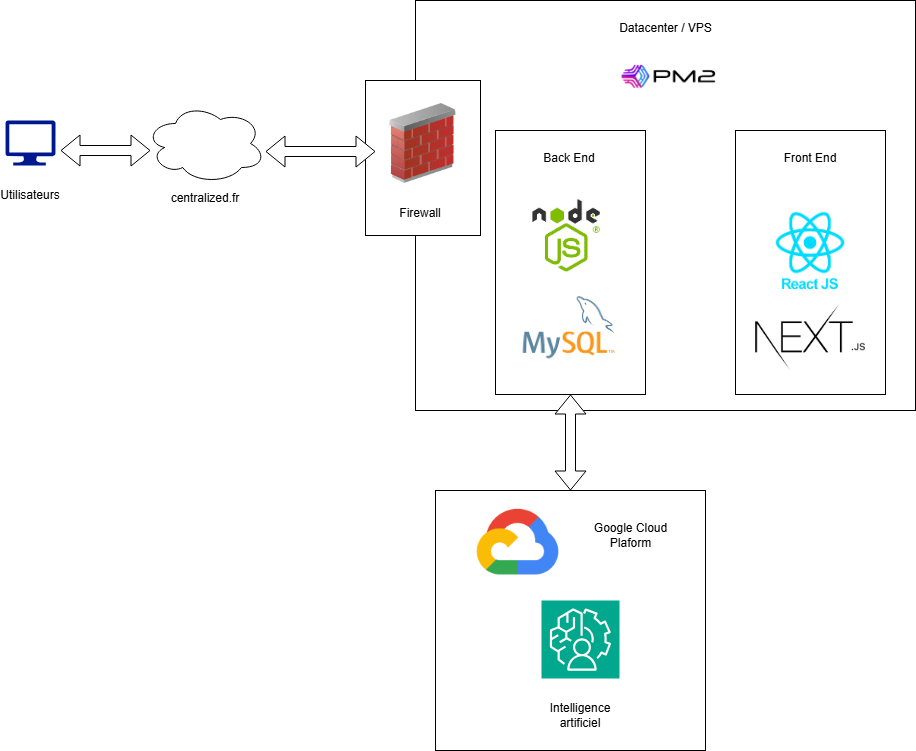 Datacenter / VPS
PM2
Utilisateurs
centralized.fr
Firewall
Back End
node
JS
®
MySQL™
Front End
React JS
NEXT.JS
Google Cloud
Plaform
Intelligence
artificiel